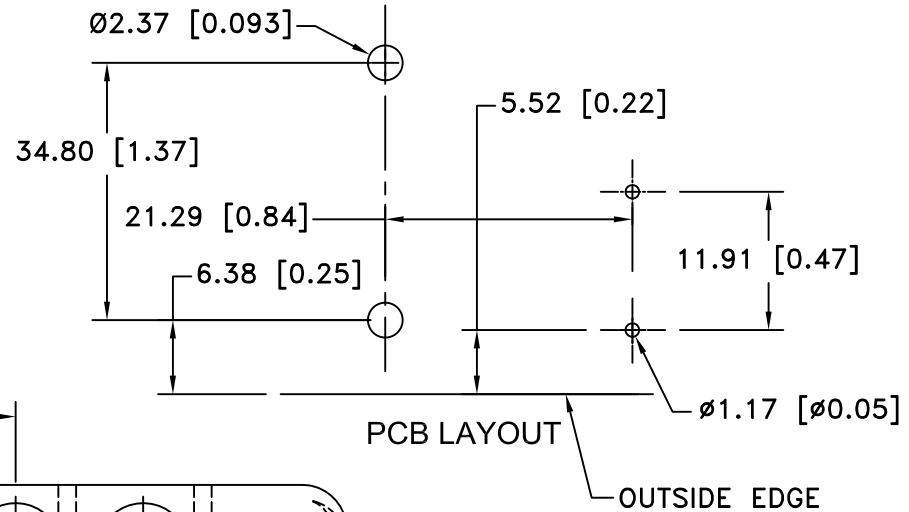 Ø2.37 [0.093]
5.52 [0.22]
34.80 [1.37]
21.29 [0.84]
11.91 [0.47]
6.38 [0.25]
ø1.17 [ø0.05]
PCB LAYOUT
OUTSIDE EDGE